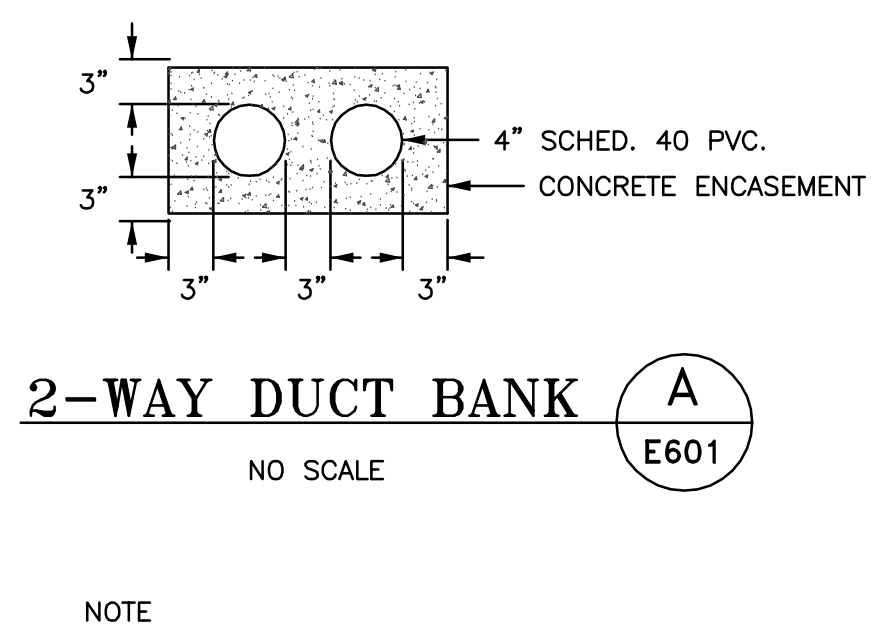 3"
4" SCHED. 40 PVC.
CONCRETE ENCASEMENT
3"
3" 3" 3"
2-WAY DUCT BANK
A
E601
NO SCALE
NOTE